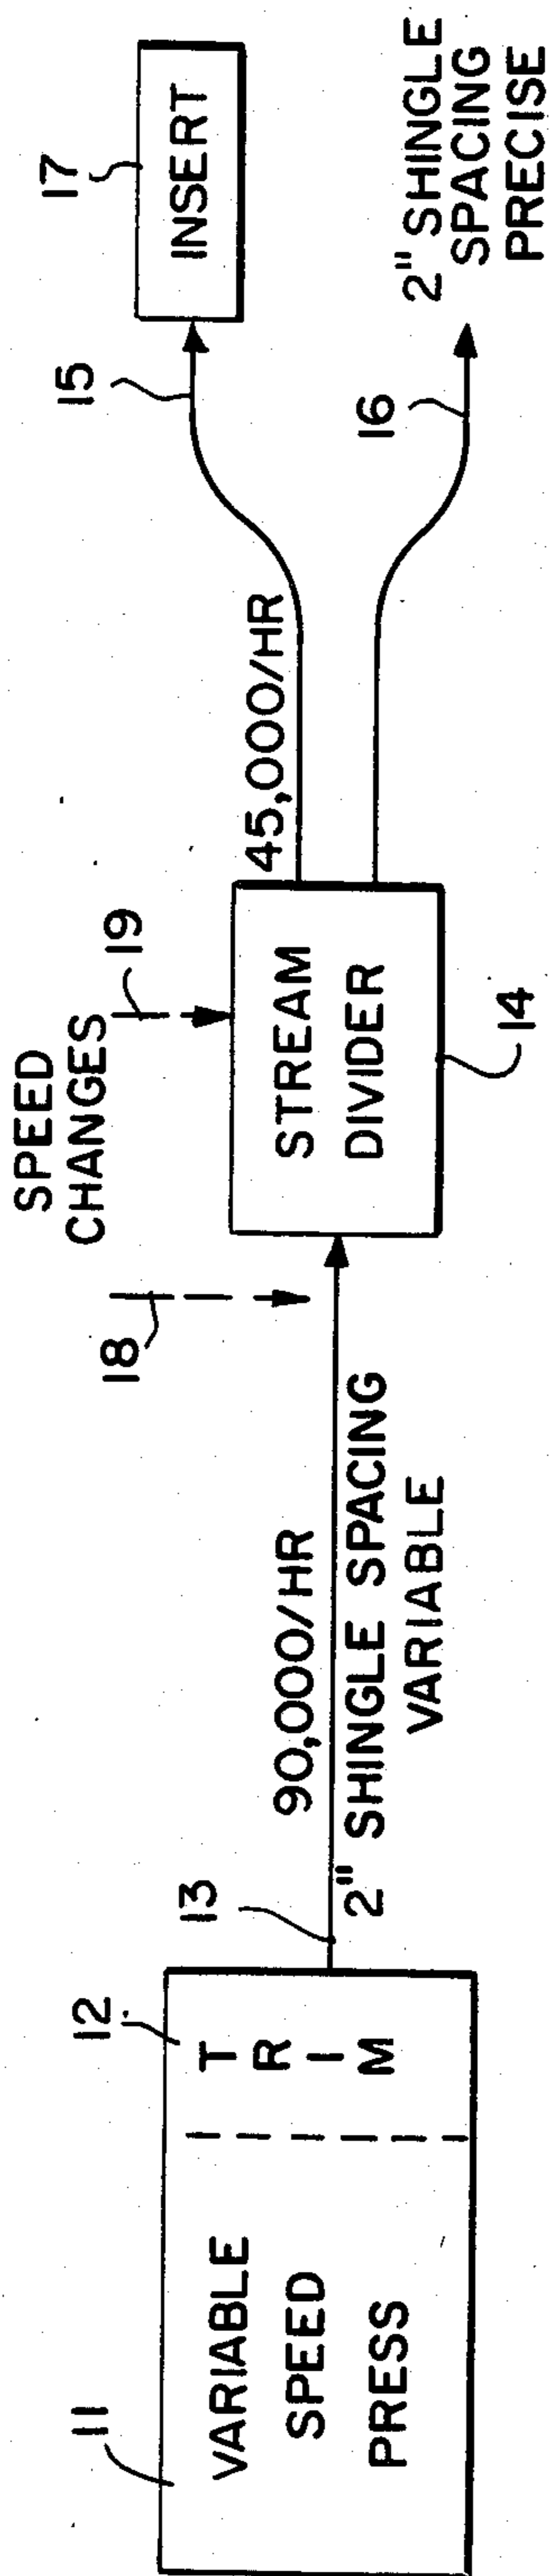 11
VARIABLE
SPEED
PRESS
12
TRIM
13
90,000/HR
2" SHINGLE SPACING
VARIABLE
18
SPEED
CHANGES
19
STREAM
DIVIDER
14
45,000/HR
15
17
INSERT
16
2" SHINGLE
SPACING
PRECISE